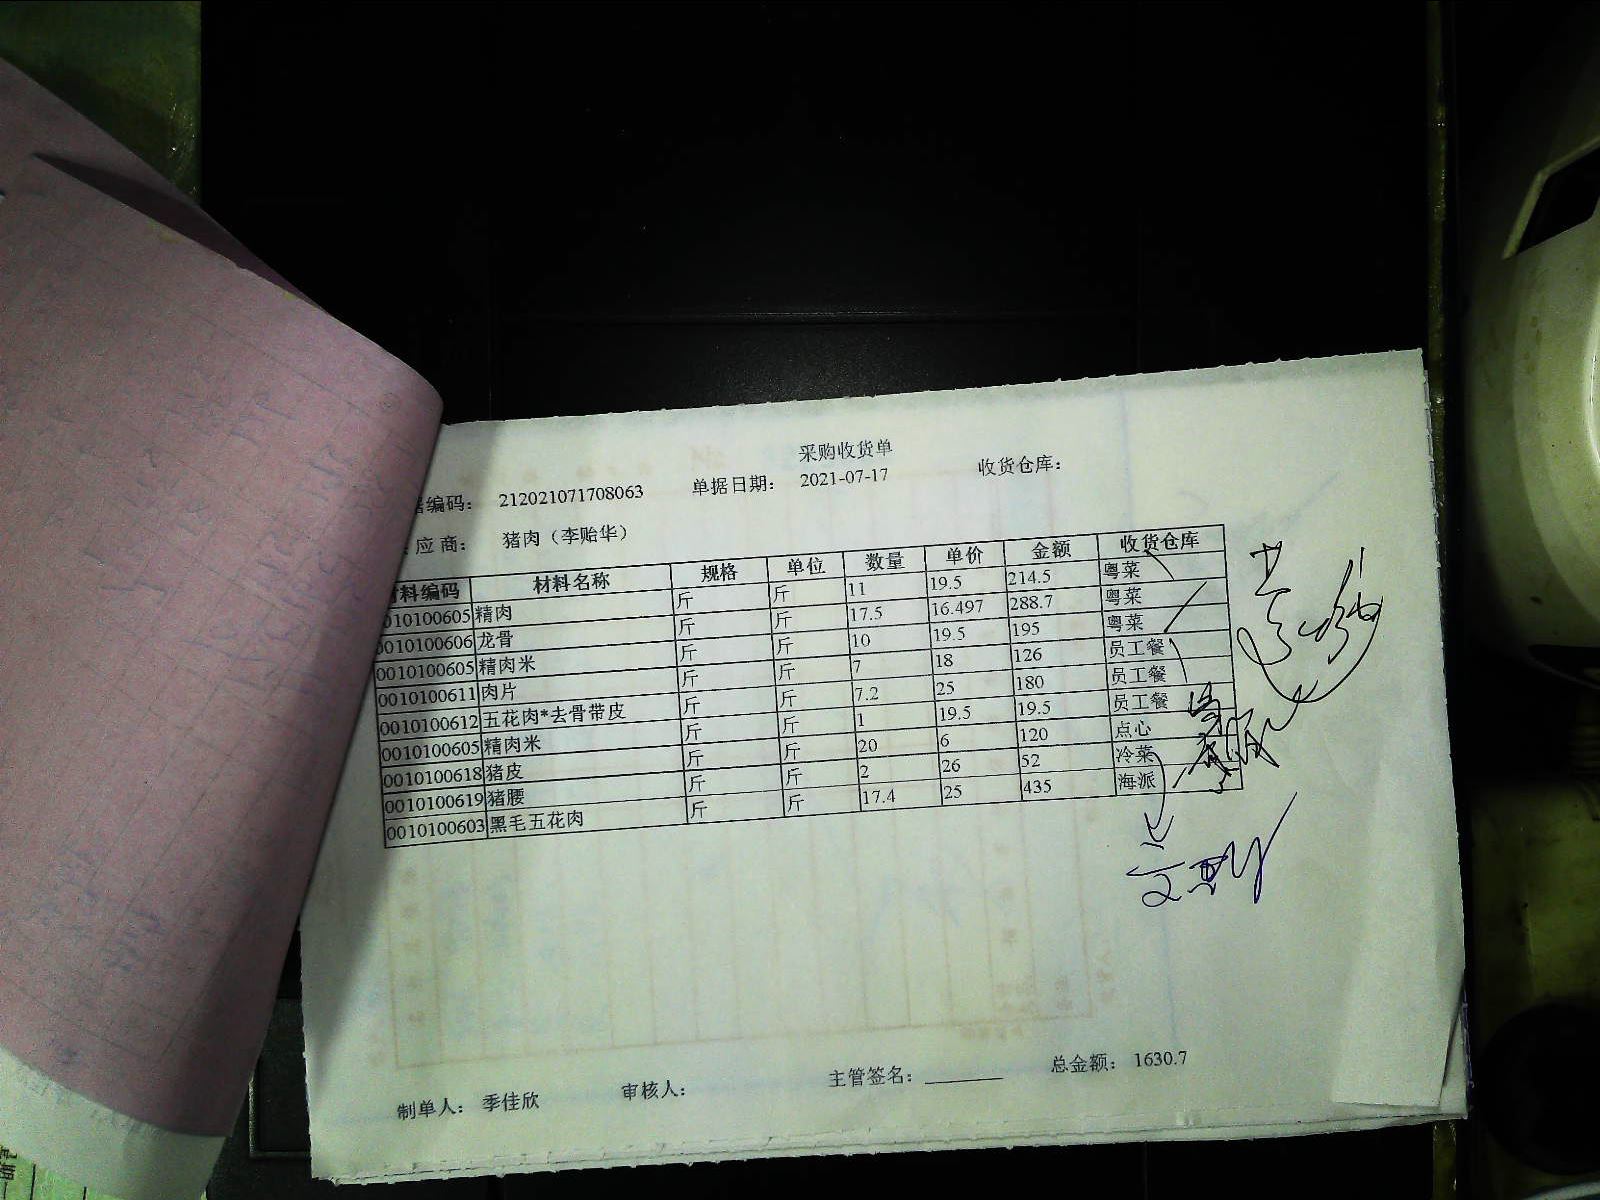 采购收货单
据编码： 212021071708063 单据日期： 2021-07-17 收货仓库：
应商： 猪肉（李贻华）
材料编码 材料名称 规格 单位 数量 单价 金额 收货仓库
010100605 精肉 斤 斤 11 19.5 214.5 粤菜
0010100606 龙骨 斤 斤 17.5 16.497 288.7 粤菜
0010100605 精肉米 斤 斤 10 19.5 195 粤菜
0010100611 肉片 斤 斤 7 18 126 员工餐
0010100612 五花肉*去骨带皮 斤 斤 7.2 25 180 员工餐
0010100605 精肉米 斤 斤 1 19.5 19.5 员工餐
0010100618 猪皮 斤 斤 20 6 120 点心
0010100619 猪腰 斤 斤 2 26 52 冷菜
0010100603 黑毛五花肉 斤 斤 17.4 25 435 海派
制单人： 季佳欣 审核人： 主管签名：______ 总金额： 1630.7